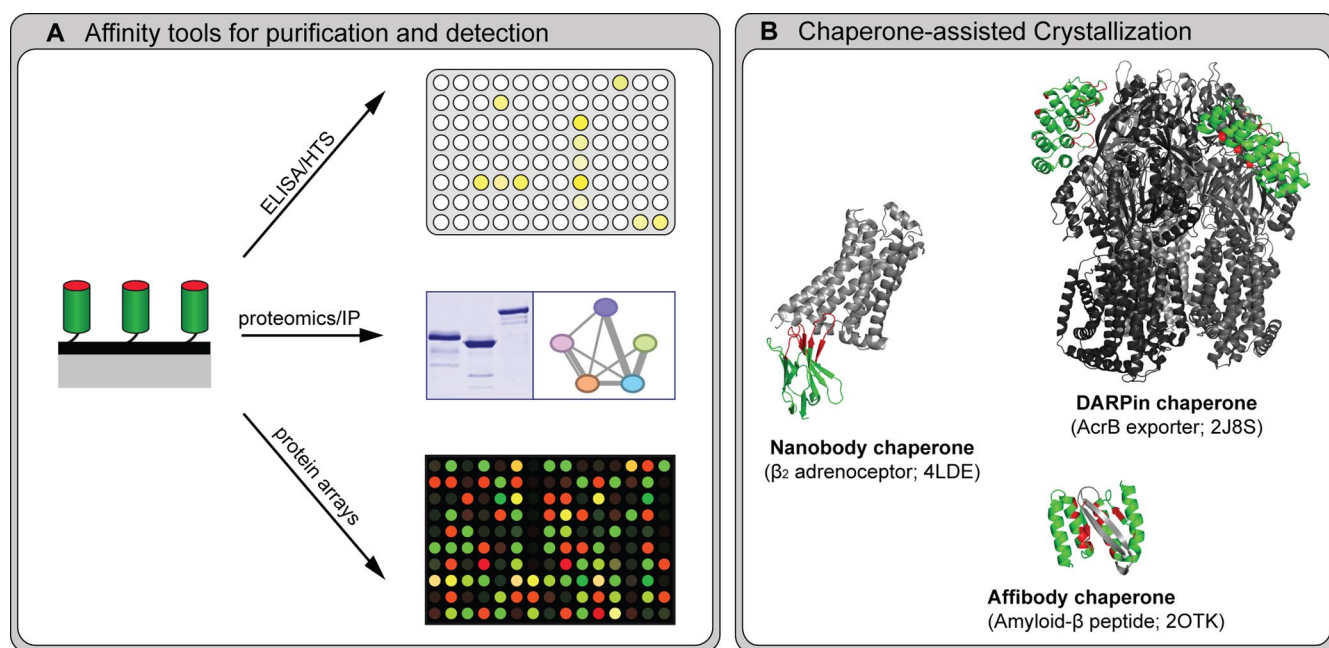 A Affinity tools for purification and detection
ELISA/HTS
proteomics/IP
protein arrays
B Chaperone-assisted Crystallization
DARPin chaperone
(AcrB exporter; 2J8S)
Nanobody chaperone
(β₂ adrenoceptor; 4LDE)
Affibody chaperone
(Amyloid-β peptide; 2OTK)